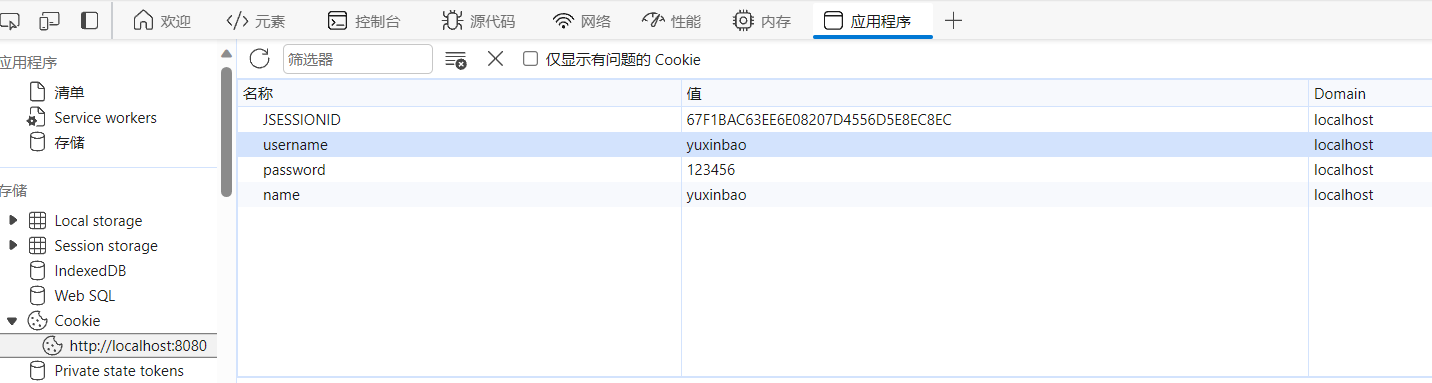 欢迎 元素 控制台 源代码 网络 性能 内存 应用程序
应用程序
清单
Service workers
存储
存储
Local storage
Session storage
IndexedDB
Web SQL
Cookie
http://localhost:8080
Private state tokens
筛选器 仅显示有问题的 Cookie
名称 值 Domain
JSESSIONID 67F1BAC63EE6E08207D4556D5E8EC8EC localhost
username yuxinbao localhost
password 123456 localhost
name yuxinbao localhost